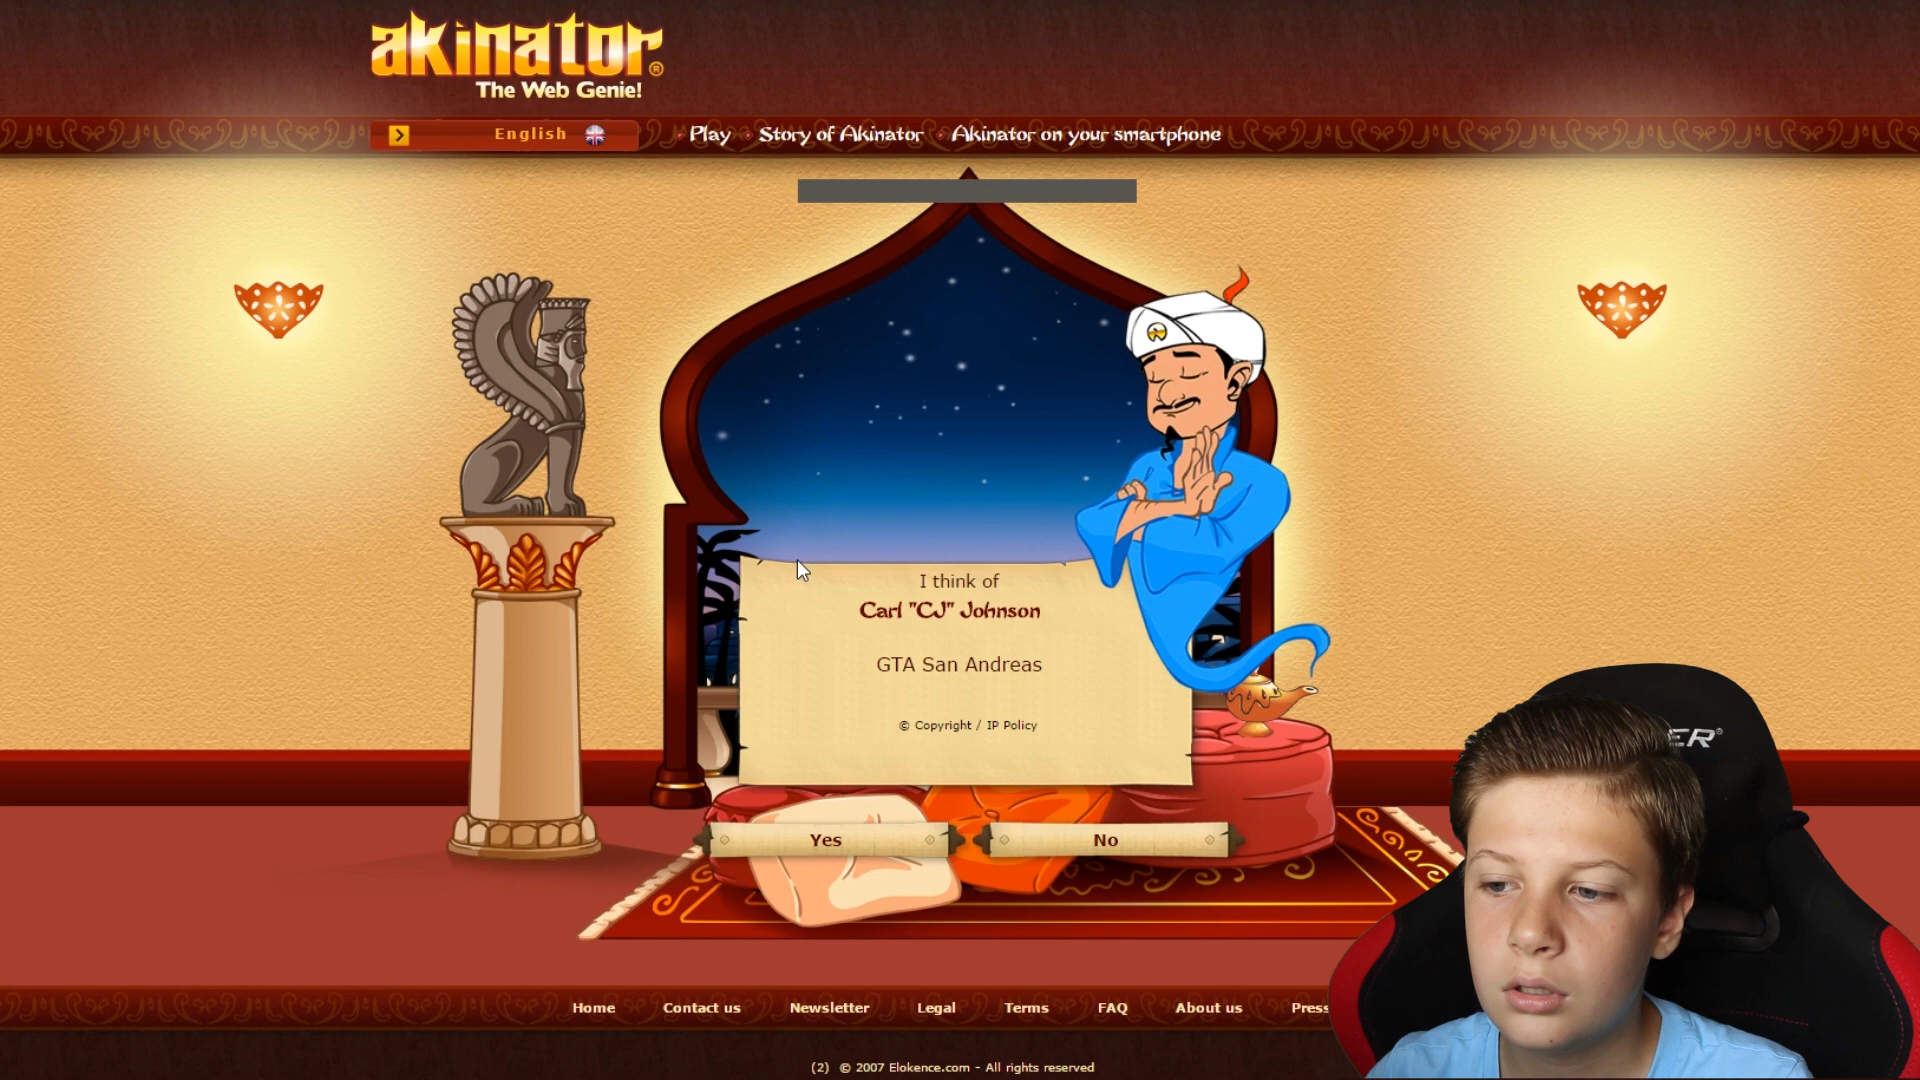 akinator®
The Web Genie!
English
Play
Story of Akinator
Akinator on your smartphone
I think of
Carl "CJ" Johnson
GTA San Andreas
© Copyright / IP Policy
Yes
No
ER®
Home
Contact us
Newsletter
Legal
Terms
FAQ
About us
Press
(2) © 2007 Elokence.com - All rights reserved